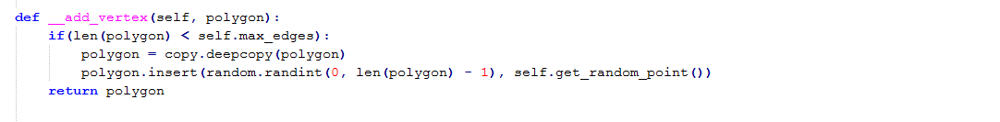 def __add_vertex(self, polygon):
    if(len(polygon) < self.max_edges):
        polygon = copy.deepcopy(polygon)
        polygon.insert(random.randint(0, len(polygon) - 1), self.get_random_point())
    return polygon